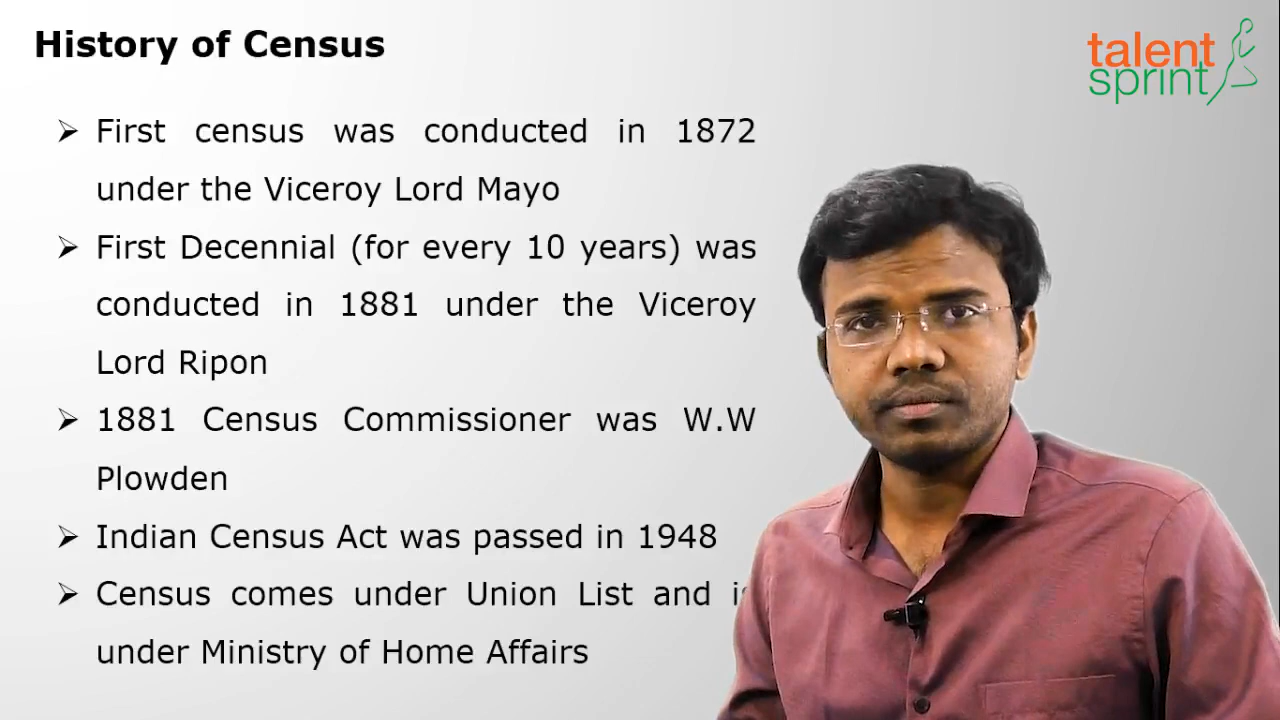 History of Census
talent
sprint
➢ First census was conducted in 1872
under the Viceroy Lord Mayo
➢ First Decennial (for every 10 years) was
conducted in 1881 under the Viceroy
Lord Ripon
➢ 1881 Census Commissioner was W.W
Plowden
➢ Indian Census Act was passed in 1948
➢ Census comes under Union List and is
under Ministry of Home Affairs